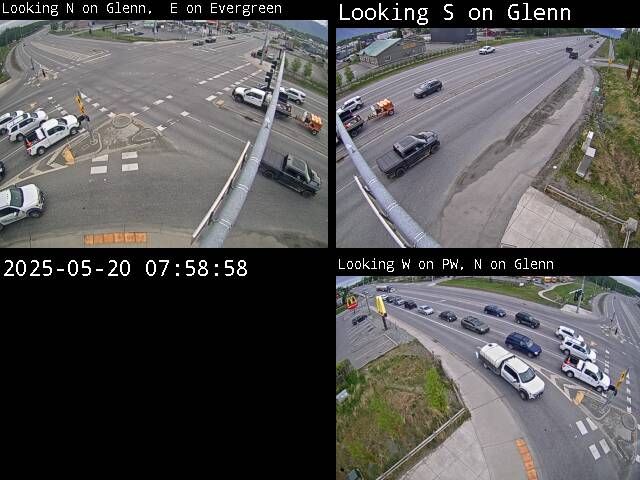 Looking N on Glenn,  E on Evergreen
Looking S on Glenn
2025-05-20 07:58:58
Looking W on PW, N on Glenn